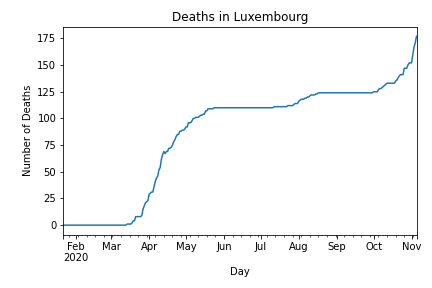 Deaths in Luxembourg
Number of Deaths
175
150
125
100
75
50
25
0
Feb Mar Apr May Jun Jul Aug Sep Oct Nov
2020
Day